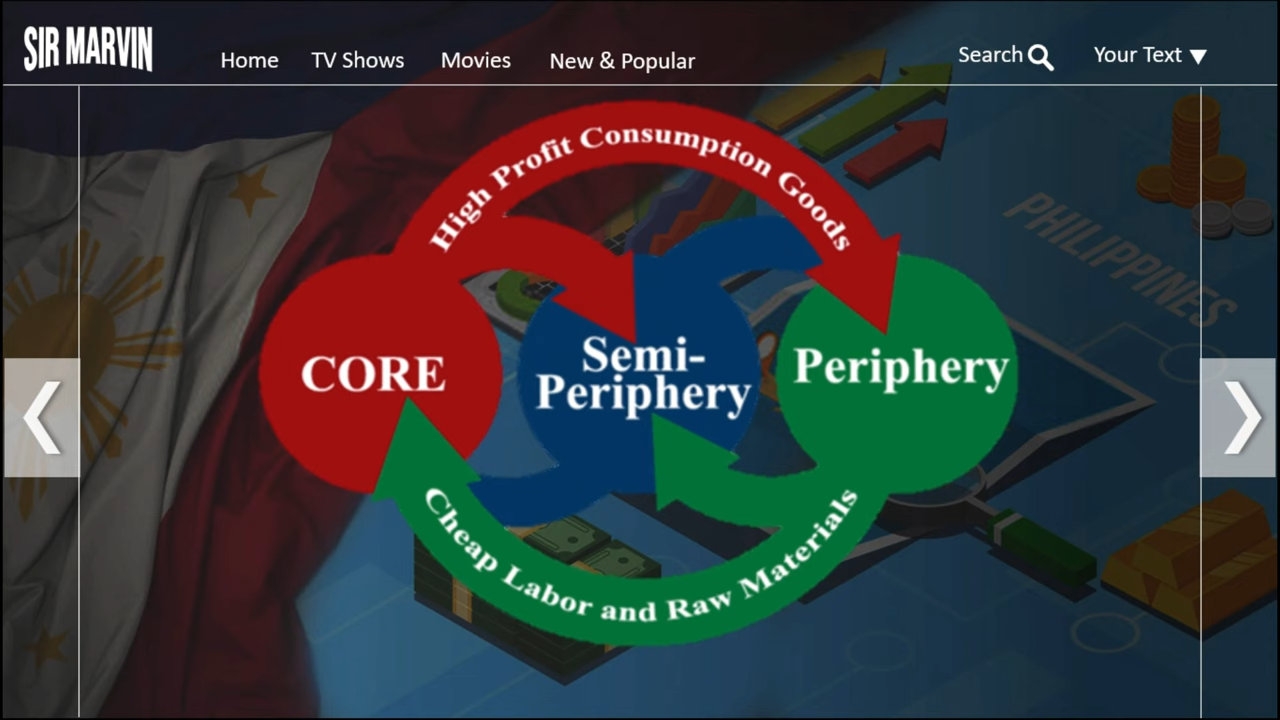 SIR MARVIN
Home
TV Shows
Movies
New & Popular
Search
Your Text
High Profit Consumption Goods
PHILIPPINES
CORE
Semi-
Periphery
Periphery
Cheap Labor and Raw Materials